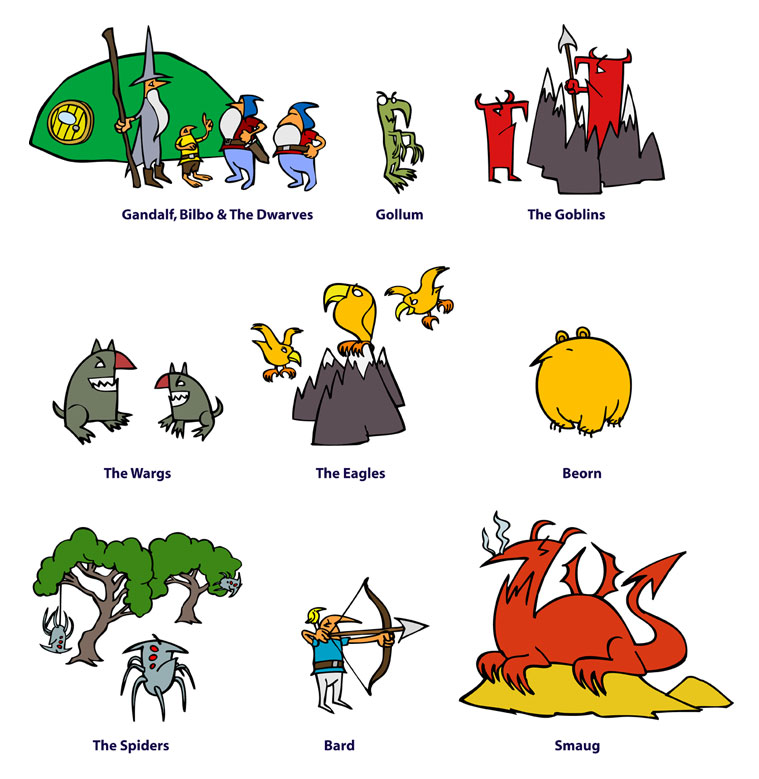 Gandalf, Bilbo & The Dwarves
Gollum
The Goblins
The Wargs
The Eagles
Beorn
The Spiders
Bard
Smaug